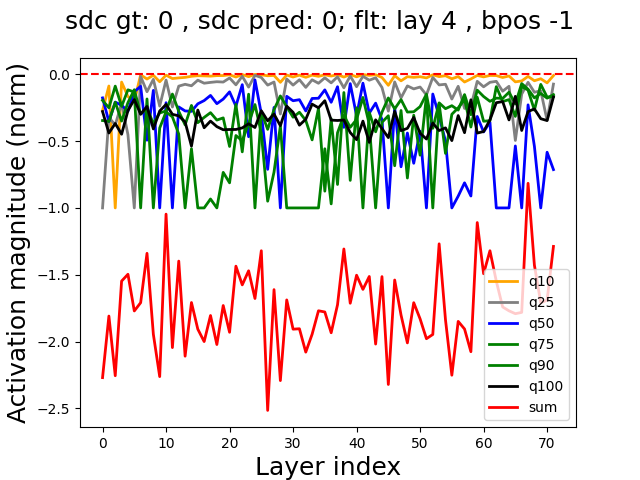 sdc gt: 0 , sdc pred: 0; flt: lay 4 , bpos -1
Activation magnitude (norm)
0.0
−0.5
−1.0
−1.5
−2.0
−2.5
0 10 20 30 40 50 60 70
Layer index
q10
q25
q50
q75
q90
q100
sum